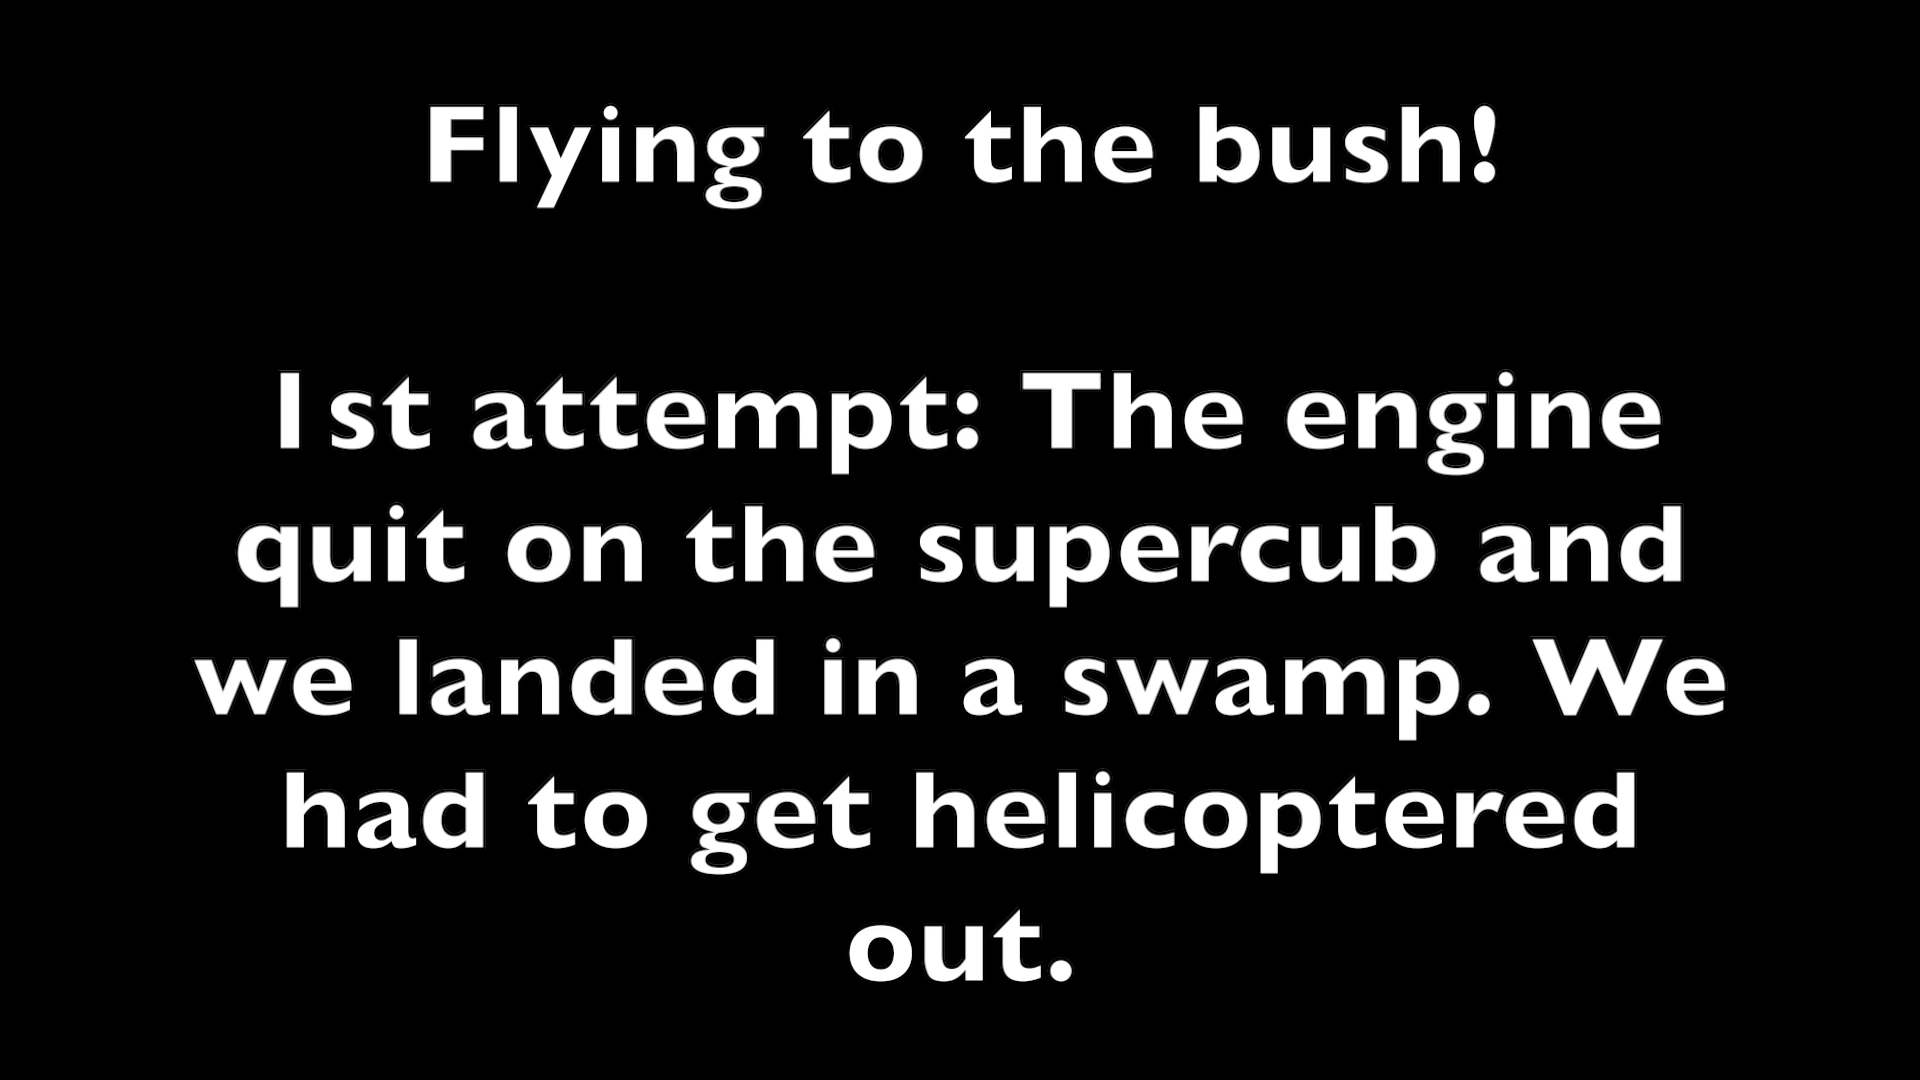 Flying to the bush!
1st attempt: The engine
quit on the supercub and
we landed in a swamp. We
had to get helicoptered
out.